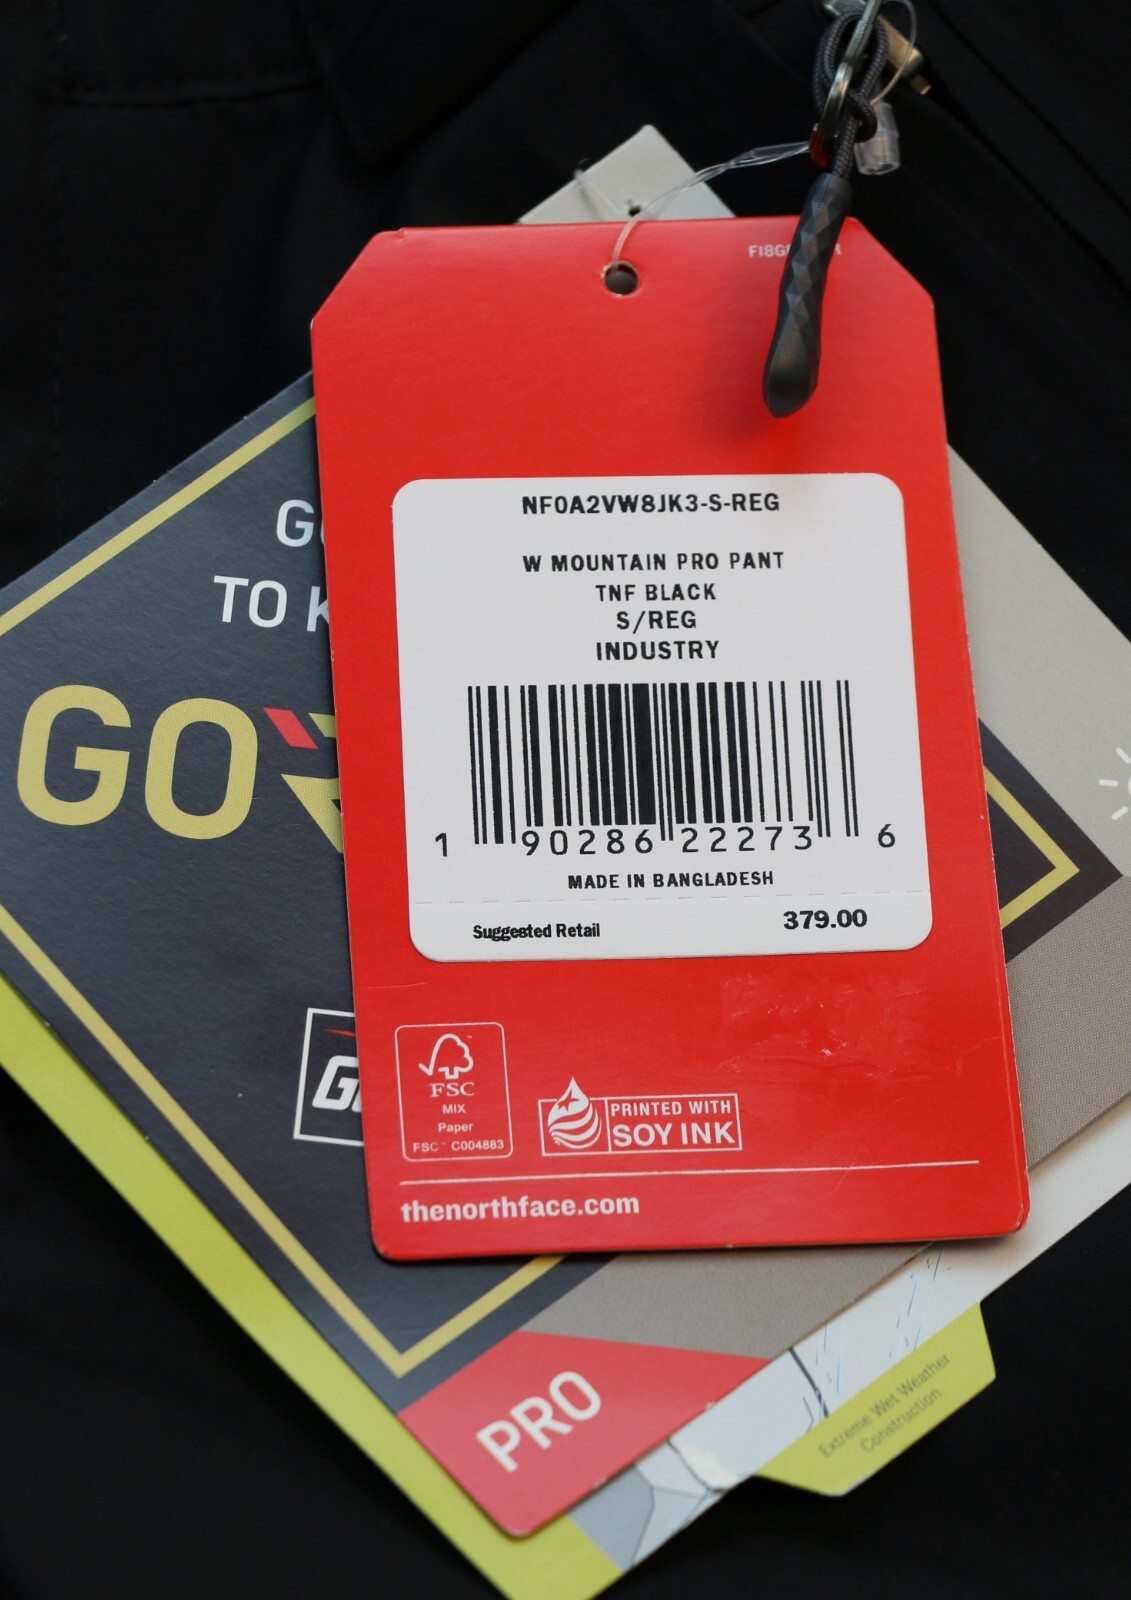 NF0A2VW8JK3-S-REG
W MOUNTAIN PRO PANT
TNF BLACK
S/REG
INDUSTRY
1 90286 22273 6
MADE IN BANGLADESH
Suggested Retail 379.00
FSC
MIX
Paper
FSC™ C004883
PRINTED WITH
SOY INK
thenorthface.com
TO
GO
PRO
Extreme Wet Weather
Construction